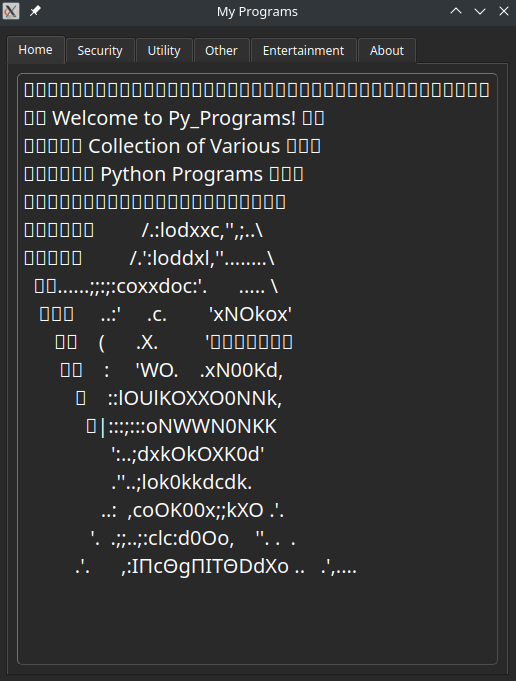 My Programs
Home Security Utility Other Entertainment About
▯▯▯▯▯▯▯▯▯▯▯▯▯▯▯▯▯▯▯▯▯▯▯▯▯▯▯▯▯▯▯▯▯▯▯▯▯▯▯
▯▯ Welcome to Py_Programs! ▯▯
▯▯▯▯▯ Collection of Various ▯▯▯
▯▯▯▯▯▯ Python Programs ▯▯▯
▯▯▯▯▯▯▯▯▯▯▯▯▯▯▯▯▯▯▯▯▯▯
▯▯▯▯▯▯         /.:lodxxc,'',;..\
▯▯▯▯▯         /.':loddxl,''........\
  ▯▯......,;;:;:coxxdoc:'.      ..... \
   ▯▯▯     ..:'     .c.        'xNOkox'
      ▯▯    (      .X.         '▯▯▯▯▯▯▯
       ▯▯    :     'WO.    .xN00Kd,
          ▯    ::lOUlKOXXO0NNk,
            ▯|:::;:::oNWWN0NKK
                 ':..;dxkOkOXK0d'
                 .''..;lok0kkdcdk.
               ..:  ,coOK00x;;kXO .'.
             '.  .;;..;:clc:d0Oo,    ''. .  .
          .'.      ,:IΠcΘgΠITΘDdXo ..   .',....